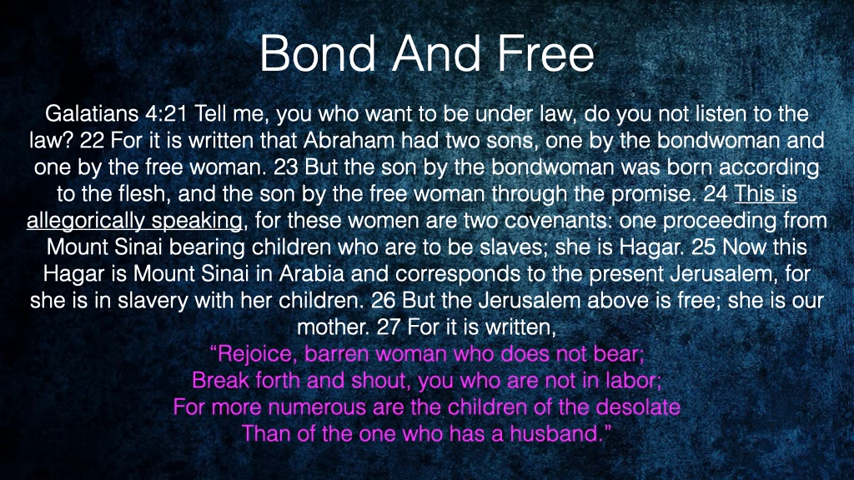 Bond And Free
Galatians 4:21 Tell me, you who want to be under law, do you not listen to the
law? 22 For it is written that Abraham had two sons, one by the bondwoman and
one by the free woman. 23 But the son by the bondwoman was born according
to the flesh, and the son by the free woman through the promise. 24 This is
allegorically speaking, for these women are two covenants: one proceeding from
Mount Sinai bearing children who are to be slaves; she is Hagar. 25 Now this
Hagar is Mount Sinai in Arabia and corresponds to the present Jerusalem, for
she is in slavery with her children. 26 But the Jerusalem above is free; she is our
mother. 27 For it is written,
“Rejoice, barren woman who does not bear;
Break forth and shout, you who are not in labor;
For more numerous are the children of the desolate
Than of the one who has a husband.”